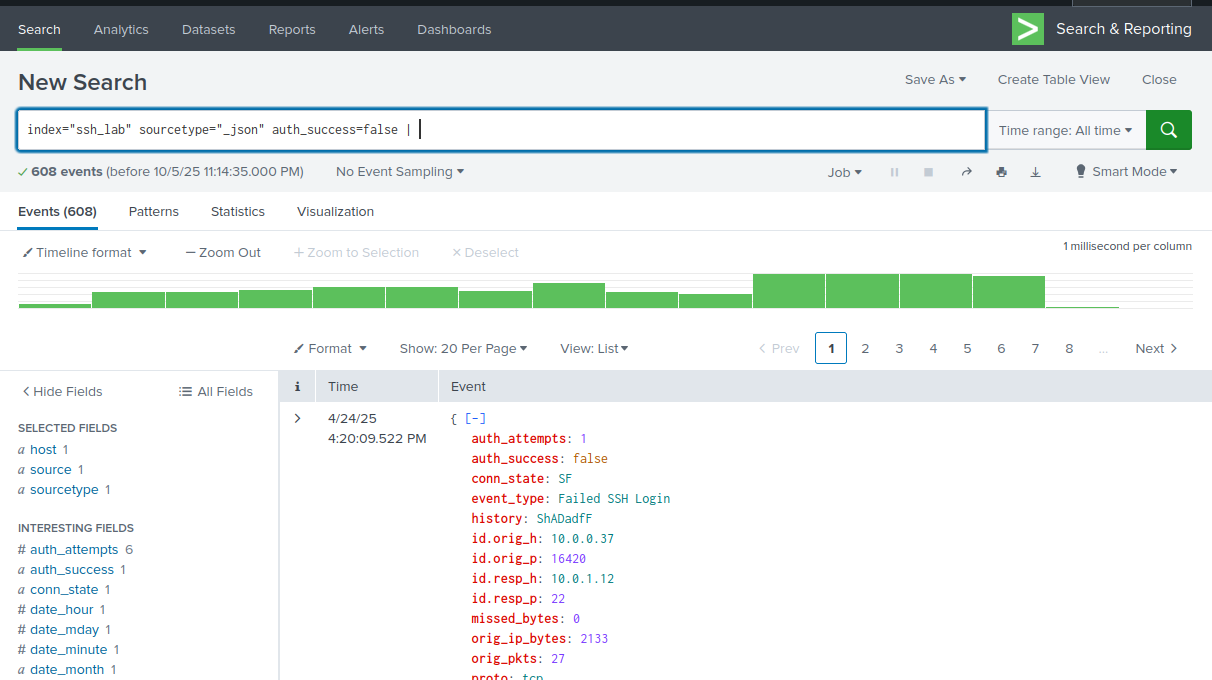 Search Analytics Datasets Reports Alerts Dashboards > Search & Reporting
New Search Save As Create Table View Close
index="ssh_lab" sourcetype="_json" auth_success=false | Time range: All time
608 events (before 10/5/25 11:14:35.000 PM) No Event Sampling Job Smart Mode
Events (608) Patterns Statistics Visualization
Timeline format — Zoom Out + Zoom to Selection × Deselect 1 millisecond per column
Format Show: 20 Per Page View: List < Prev 1 2 3 4 5 6 7 8 ... Next >
< Hide Fields All Fields i Time Event
SELECTED FIELDS
a host 1
a source 1
a sourcetype 1
INTERESTING FIELDS
# auth_attempts 6
a auth_success 1
a conn_state 1
# date_hour 1
# date_mday 1
# date_minute 1
a date_month 1
> 4/24/25
4:20:09.522 PM
{ [-]
auth_attempts: 1
auth_success: false
conn_state: SF
event_type: Failed SSH Login
history: ShADadfF
id.orig_h: 10.0.0.37
id.orig_p: 16420
id.resp_h: 10.0.1.12
id.resp_p: 22
missed_bytes: 0
orig_ip_bytes: 2133
orig_pkts: 27
proto: tcp